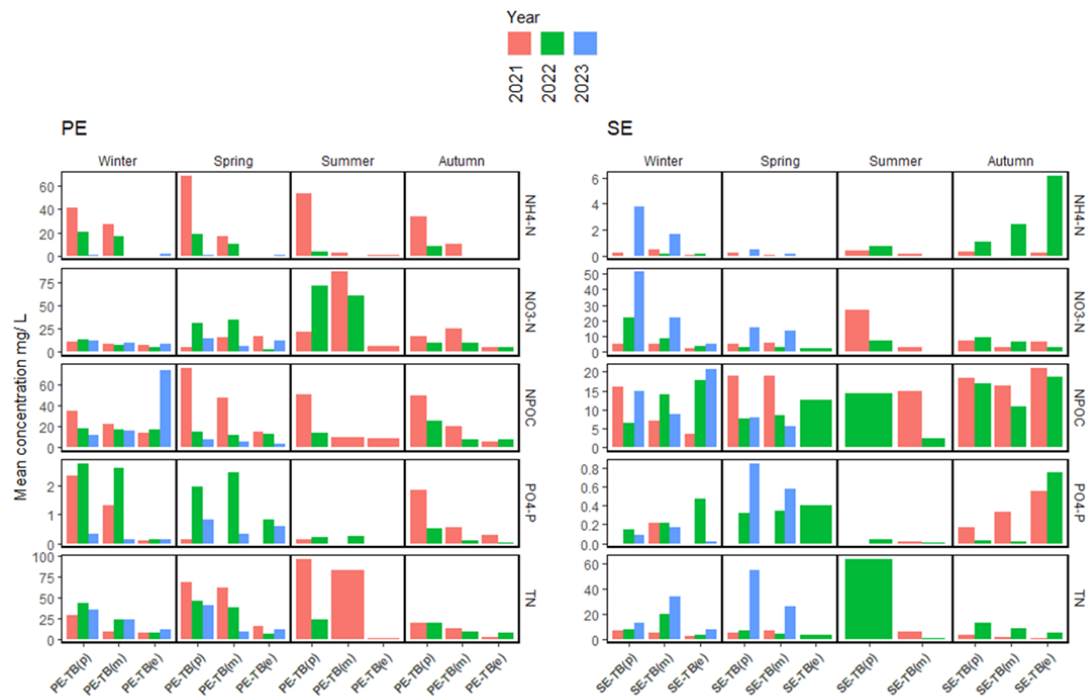 Year
2021
2022
2023
PE
SE
Winter Spring Summer Autumn
Winter Spring Summer Autumn
Mean concentration mg/ L
60
40
20
0
NH4-N
6
4
2
0
NH4-N
75
50
25
0
NO3-N
50
40
30
20
10
0
NO3-N
60
40
20
0
NPOC
20
15
10
5
0
NPOC
2
1
0
PO4-P
0.8
0.6
0.4
0.2
0.0
PO4-P
100
75
50
25
0
TN
60
40
20
0
TN
PE-TB(p) PE-TB(m) PE-TB(e) PE-TB(p) PE-TB(m) PE-TB(e) PE-TB(p) PE-TB(m) PE-TB(e) PE-TB(p) PE-TB(m) PE-TB(e)
SE-TB(p) SE-TB(m) SE-TB(e) SE-TB(p) SE-TB(m) SE-TB(e) SE-TB(p) SE-TB(m) SE-TB(p) SE-TB(m) SE-TB(e)